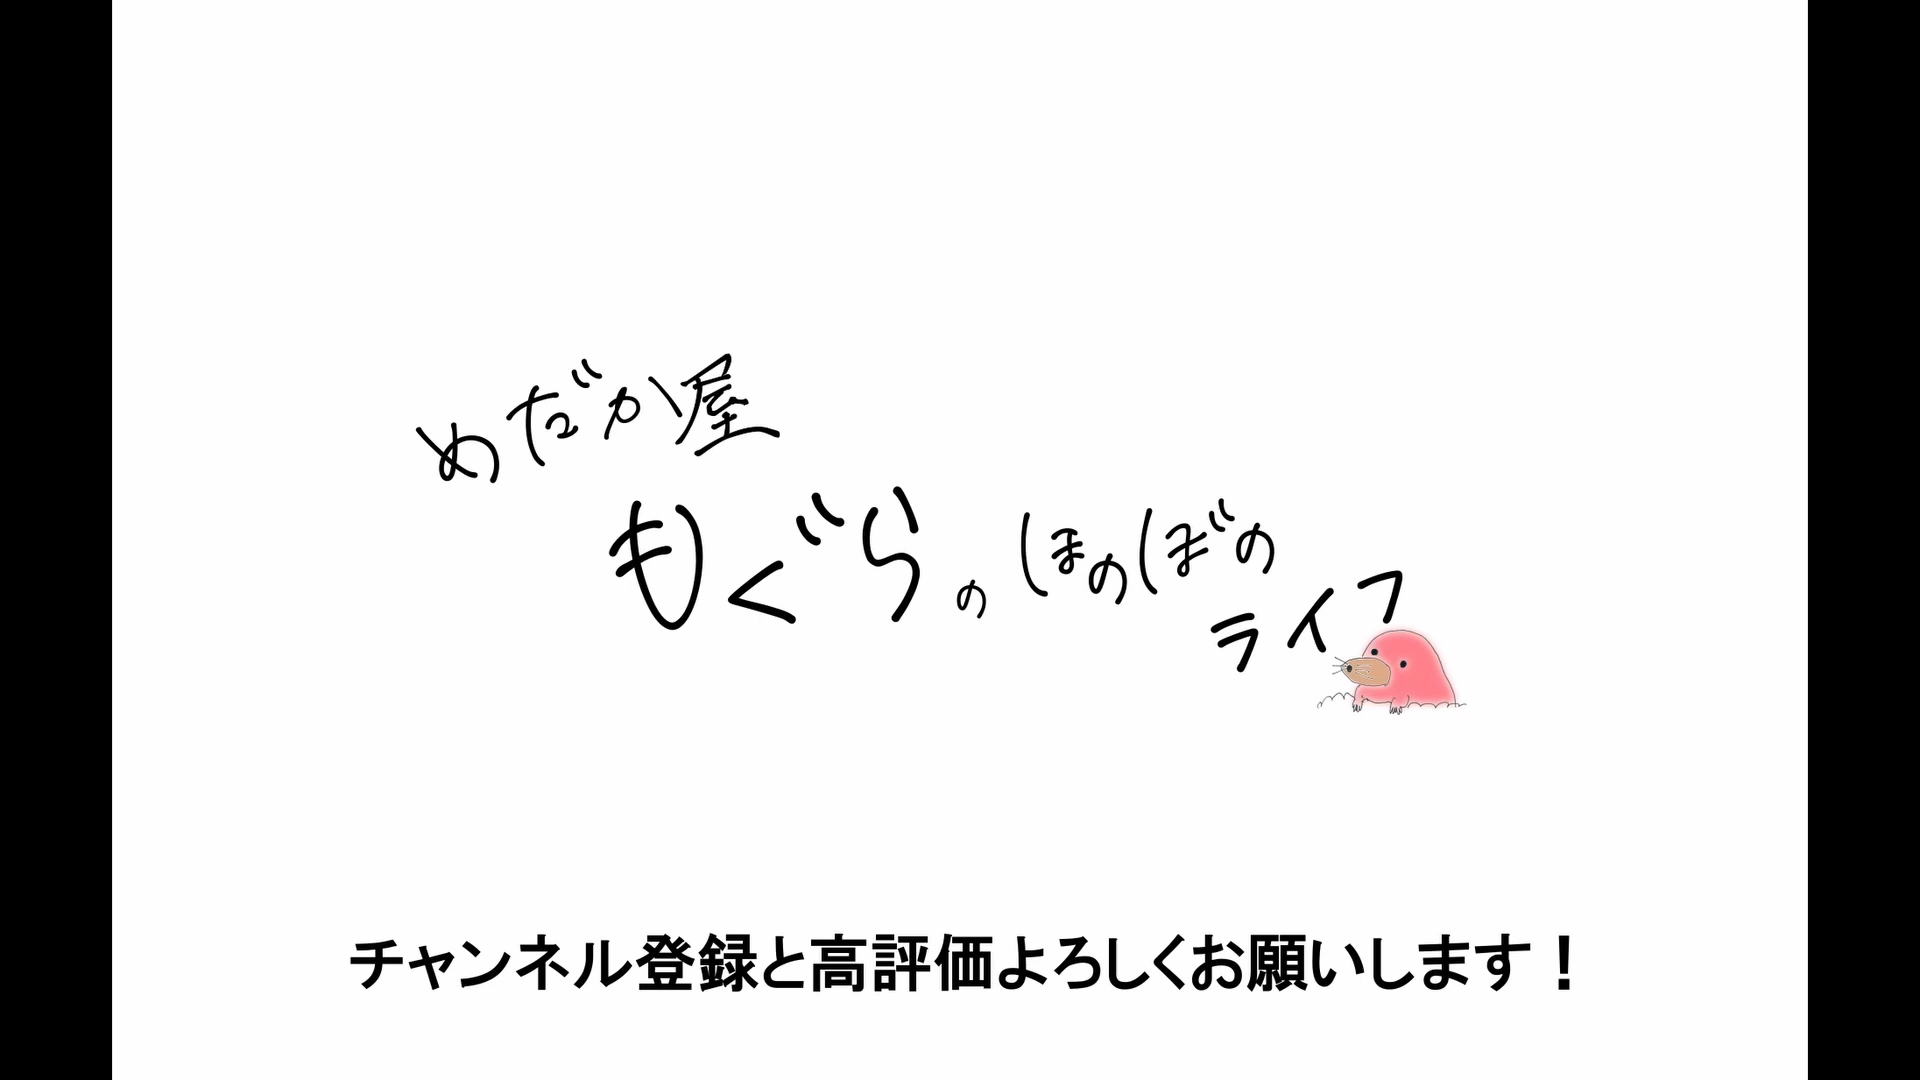 めだか屋
もぐらのほのぼの
ライフ
チャンネル登録と高評価よろしくお願いします！